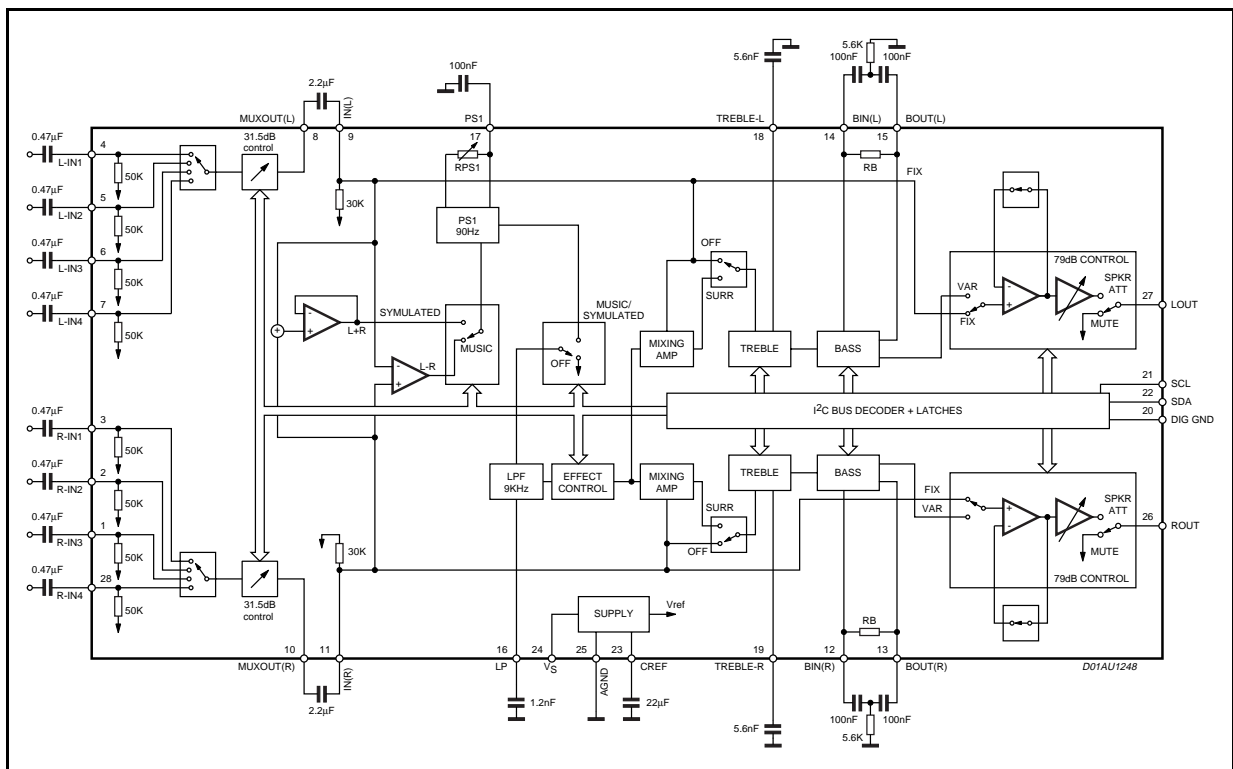 5.6K
5.6nF
100nF
100nF
100nF
2.2µF
MUXOUT(L)
IN(L)
PS1
TREBLE-L
BIN(L)
BOUT(L)
8
9
17
18
14
15
0.47µF
4
L-IN1
50K
31.5dB
control
RPS1
RB
FIX
0.47µF
5
L-IN2
50K
30K
PS1
90Hz
0.47µF
6
L-IN3
50K
OFF
SURR
79dB CONTROL
0.47µF
7
L-IN4
50K
-
+
L+R
+
SYMULATED
MUSIC
MUSIC/
SYMULATED
OFF
MIXING
AMP
TREBLE
BASS
VAR
FIX
-
+
SPKR
ATT
MUTE
27
LOUT
-
+
L-R
I2C BUS DECODER + LATCHES
21
SCL
22
SDA
20
DIG GND
0.47µF
3
R-IN1
50K
0.47µF
2
R-IN2
50K
LPF
9KHz
EFFECT
CONTROL
MIXING
AMP
TREBLE
BASS
FIX
VAR
+
-
SPKR
ATT
MUTE
26
ROUT
79dB CONTROL
0.47µF
1
R-IN3
50K
30K
SURR
OFF
0.47µF
28
R-IN4
50K
31.5dB
control
SUPPLY
Vref
RB
10
11
16
24
25
23
19
12
13
MUXOUT(R)
IN(R)
LP
VS
AGND
CREF
TREBLE-R
BIN(R)
BOUT(R)
D01AU1248
2.2µF
1.2nF
22µF
5.6nF
100nF
100nF
5.6K